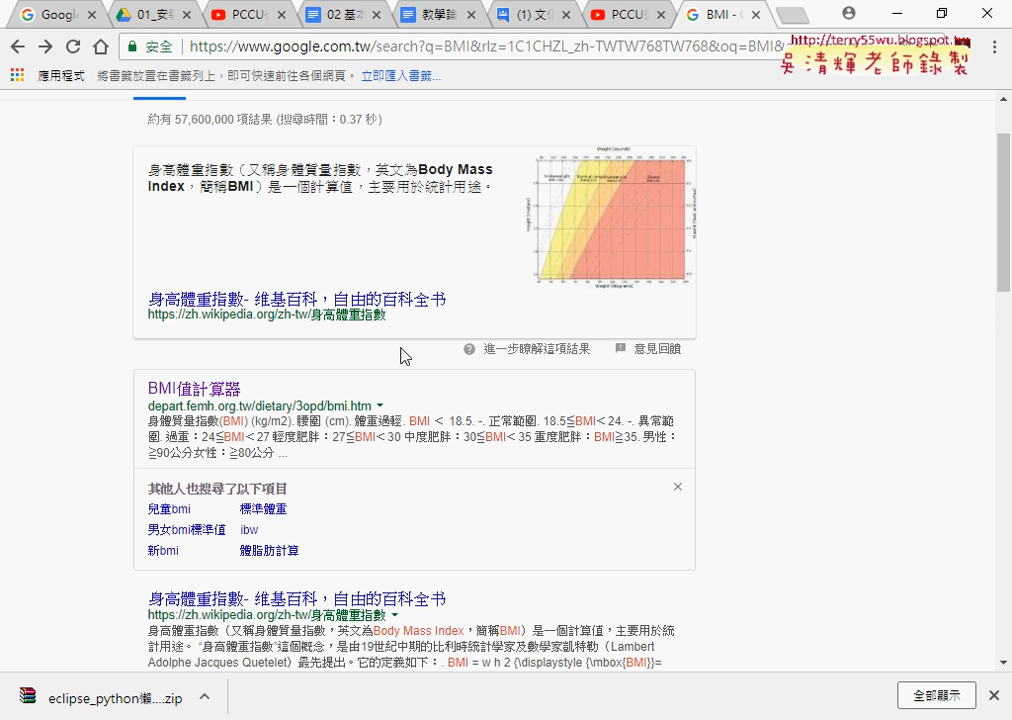 Google
01_安
PCCU
02 基本
教學論
(1) 文化
PCCU
BMI - G
安全
https://www.google.com.tw/search?q=BMI&rlz=1C1CHZL_zh-TWTW768TW768&oq=BMI&
http://terry55wu.blogspot.tw
吳清輝老師錄製
應用程式 將書籤放置在書籤列上，即可快速前往各個網頁。 立即匯入書籤...
約有 57,600,000 項結果 (搜尋時間：0.37 秒)
身高體重指數（又稱身體質量指數，英文為Body Mass
Index，簡稱BMI）是一個計算值，主要用於統計用途。
身高體重指數- 维基百科，自由的百科全书
https://zh.wikipedia.org/zh-tw/身高體重指數
進一步瞭解這項結果 意見回饋
BMI值計算器
depart.femh.org.tw/dietary/3opd/bmi.htm
身體質量指數(BMI) (kg/m2). 腰圍 (cm). 體重過輕. BMI ＜ 18.5. -. 正常範圍. 18.5≦BMI＜24. -. 異常範
圍. 過重：24≦BMI＜27 輕度肥胖：27≦BMI＜30 中度肥胖：30≦BMI＜35 重度肥胖：BMI≧35. 男性：
≧90公分女性：≧80公分 ...
其他人也搜尋了以下項目
兒童bmi 標準體重
男女bmi標準值 ibw
新bmi 體脂肪計算
身高體重指數- 维基百科，自由的百科全书
https://zh.wikipedia.org/zh-tw/身高體重指數
身高體重指數（又稱身體質量指數，英文為Body Mass Index，簡稱BMI）是一個計算值，主要用於統
計用途。 “身高體重指數”這個概念，是由19世紀中期的比利時統計學家及數學家凱特勒（Lambert
Adolphe Jacques Quetelet）最先提出。它的定義如下：. BMI = w h 2 {\displaystyle {\mbox{BMI}}=
eclipse_python懶....zip
全部顯示